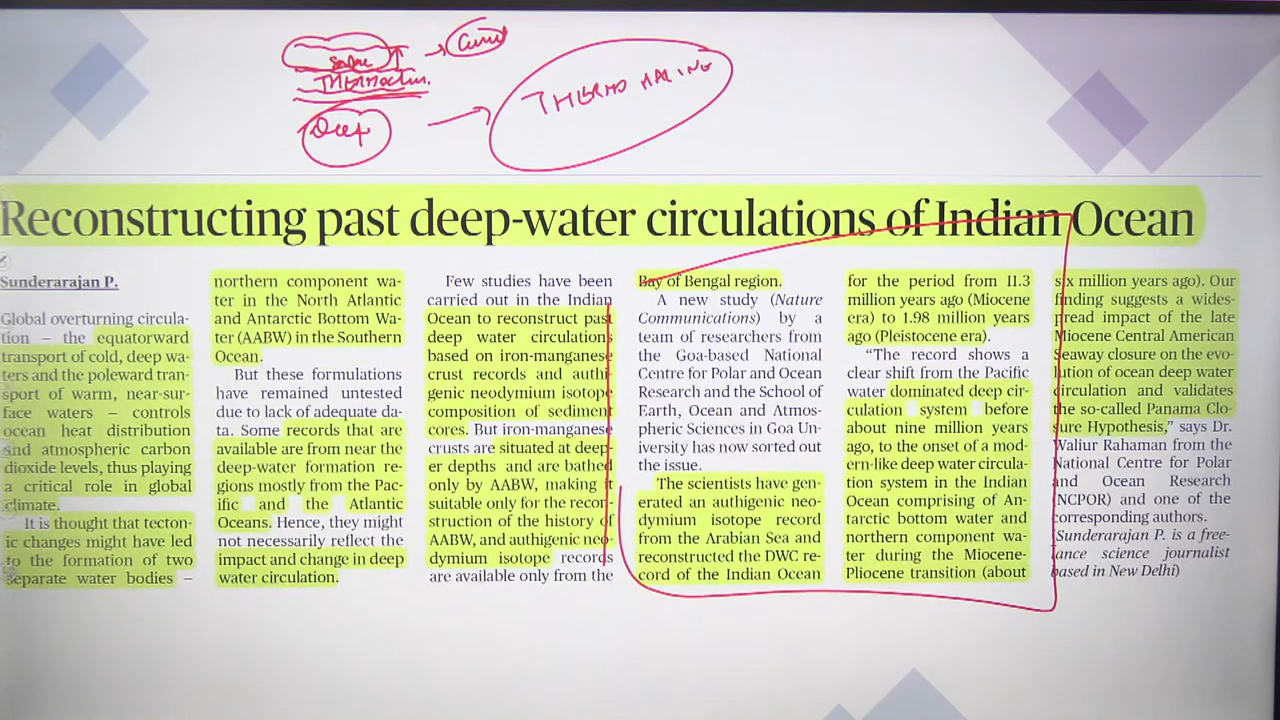 THERMO
Reconstructing past deep-water circulations of Indian Ocean
Sunderarajan P.
Global overturning circula-
tion – the equatorward
transport of cold, deep wa-
ters and the poleward tran-
sport of warm, near-sur-
face waters – controls
ocean heat distribution
and atmospheric carbon
dioxide levels, thus playing
a critical role in global
climate.
It is thought that tecton-
ic changes might have led
to the formation of two
separate water bodies –
northern component wa-
ter in the North Atlantic
and Antarctic Bottom Wa-
ter (AABW) in the Southern
Ocean.
But these formulations
have remained untested
due to lack of adequate da-
ta. Some records that are
available are from near the
deep-water formation re-
gions mostly from the Pac-
ific and the Atlantic
Oceans. Hence, they might
not necessarily reflect the
impact and change in deep
water circulation.
Few studies have been
carried out in the Indian
Ocean to reconstruct past
deep water circulations
based on iron-manganese
crust records and authi-
genic neodymium isotope
composition of sediment
cores. But iron-manganese
crusts are situated at deep-
er depths and are bathed
only by AABW, making it
suitable only for the recon-
struction of the history of
AABW, and authigenic neo-
dymium isotope records
are available only from the
Bay of Bengal region.
A new study (Nature
Communications) by a
team of researchers from
the Goa-based National
Centre for Polar and Ocean
Research and the School of
Earth, Ocean and Atmos-
pheric Sciences in Goa Un-
iversity has now sorted out
the issue.
The scientists have gen-
erated an authigenic neo-
dymium isotope record
from the Arabian Sea and
reconstructed the DWC re-
cord of the Indian Ocean
for the period from 11.3
million years ago (Miocene
era) to 1.98 million years
ago (Pleistocene era).
“The record shows a
clear shift from the Pacific
water dominated deep cir-
culation system before
about nine million years
ago, to the onset of a mod-
ern-like deep water circula-
tion system in the Indian
Ocean comprising of An-
tarctic bottom water and
northern component wa-
ter during the Miocene-
Pliocene transition (about
six million years ago). Our
finding suggests a wides-
pread impact of the late
Miocene Central American
Seaway closure on the evo-
lution of ocean deep water
circulation and validates
the so-called Panama Clo-
sure Hypothesis,” says Dr.
Waliur Rahaman from the
National Centre for Polar
and Ocean Research
(NCPOR) and one of the
corresponding authors.
(Sunderarajan P. is a free-
lance science journalist
based in New Delhi)